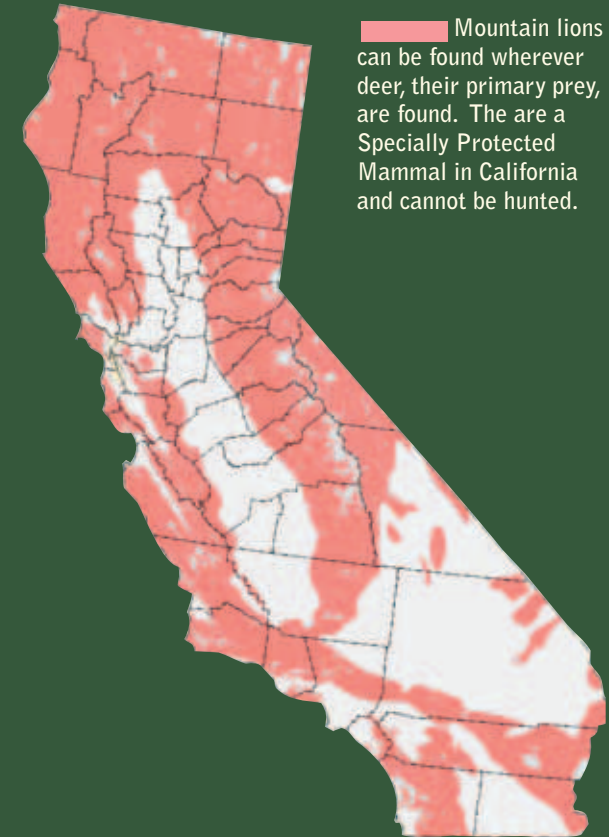 Mountain lions
can be found wherever
deer, their primary prey,
are found. The are a
Specially Protected
Mammal in California
and cannot be hunted.